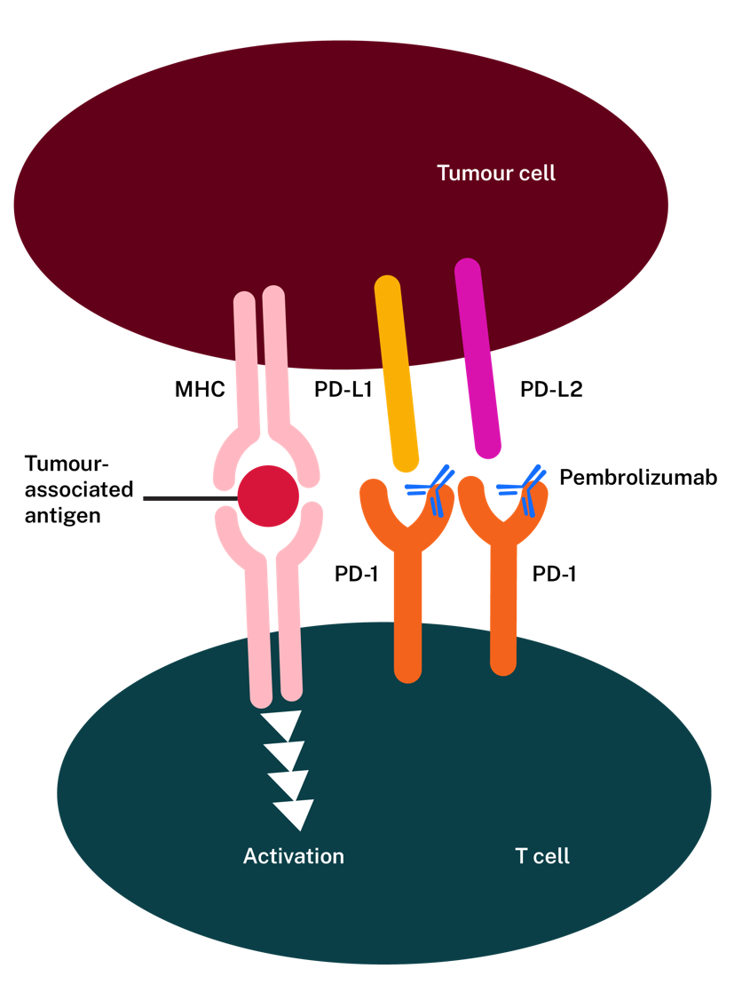 Tumour cell
MHC
PD-L1
PD-L2
Tumour-
associated
antigen
Pembrolizumab
PD-1
PD-1
Activation
T cell